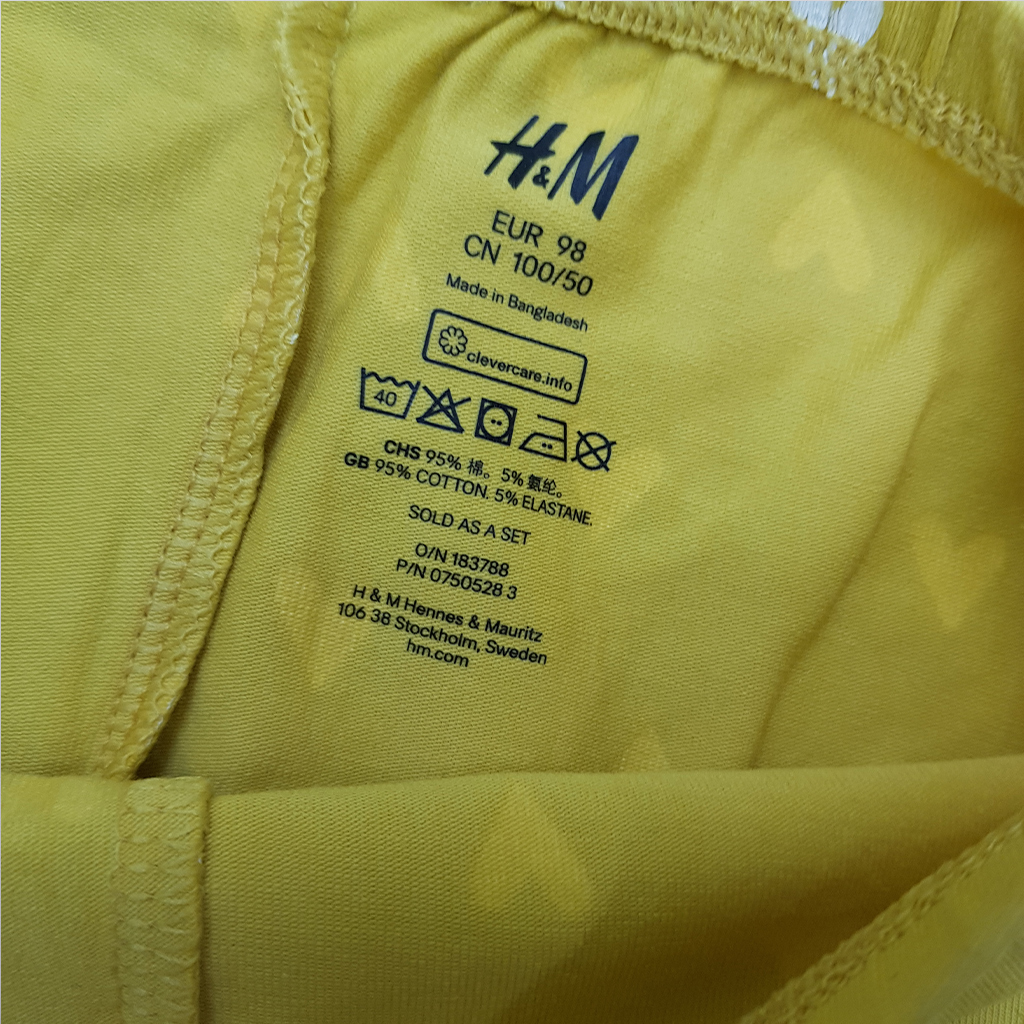 H&M
EUR 98
CN 100/50
Made in Bangladesh
clevercare.info
40
CHS 95% 棉。 5% 氨纶。
GB 95% COTTON. 5% ELASTANE.
SOLD AS A SET
O/N 183788
P/N 0750528 3
H & M Hennes & Mauritz
106 38 Stockholm, Sweden
hm.com